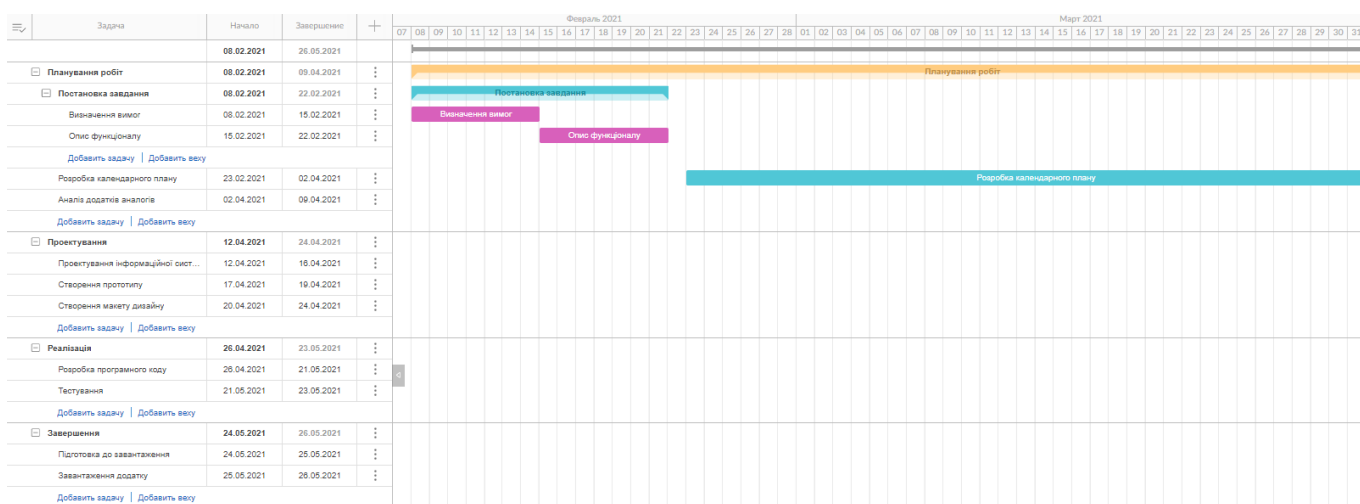 Задача Начало Завершение
Февраль 2021 Март 2021
07 08 09 10 11 12 13 14 15 16 17 18 19 20 21 22 23 24 25 26 27 28 01 02 03 04 05 06 07 08 09 10 11 12 13 14 15 16 17 18 19 20 21 22 23 24 25 26 27 28 29 30 31
08.02.2021 26.05.2021
Планування робіт 08.02.2021 09.04.2021 Планування робіт
Постановка завдання 08.02.2021 22.02.2021 Постановка завдання
Визначення вимог 08.02.2021 15.02.2021 Визначення вимог
Опис функціоналу 15.02.2021 22.02.2021 Опис функціоналу
Добавить задачу | Добавить веху
Розробка календарного плану 23.02.2021 02.04.2021 Розробка календарного плану
Аналіз додатків аналогів 02.04.2021 09.04.2021
Добавить задачу | Добавить веху
Проектування 12.04.2021 24.04.2021
Проектування інформаційної сист... 12.04.2021 16.04.2021
Створення прототипу 17.04.2021 19.04.2021
Створення макету дизайну 20.04.2021 24.04.2021
Добавить задачу | Добавить веху
Реалізація 26.04.2021 23.05.2021
Розробка програмного коду 26.04.2021 21.05.2021
Тестування 21.05.2021 23.05.2021
Добавить задачу | Добавить веху
Завершення 24.05.2021 26.05.2021
Підготовка до завантаження 24.05.2021 25.05.2021
Завантаження додатку 25.05.2021 26.05.2021
Добавить задачу | Добавить веху